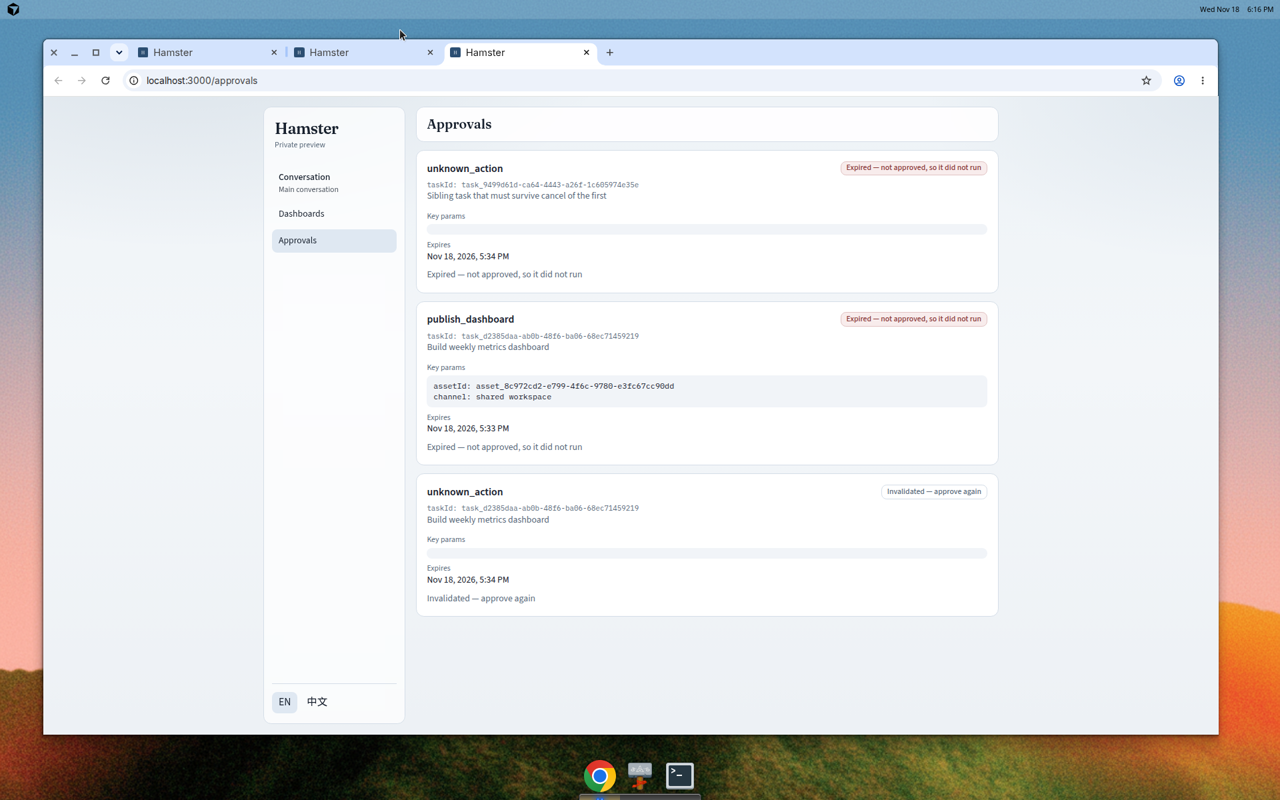 Wed Nov 18 6:16 PM
Hamster
Hamster
Hamster
localhost:3000/approvals
Hamster
Private preview
Conversation
Main conversation
Dashboards
Approvals
EN 中文
Approvals
unknown_action
Expired — not approved, so it did not run
taskId: task_9499d61d-ca64-4443-a26f-1c605974e35e
Sibling task that must survive cancel of the first
Key params
Expires
Nov 18, 2026, 5:34 PM
Expired — not approved, so it did not run
publish_dashboard
Expired — not approved, so it did not run
taskId: task_d2385daa-ab0b-48f6-ba06-68ec71459219
Build weekly metrics dashboard
Key params
assetId: asset_8c972cd2-e799-4f6c-9780-e3fc67cc90dd
channel: shared workspace
Expires
Nov 18, 2026, 5:33 PM
Expired — not approved, so it did not run
unknown_action
Invalidated — approve again
taskId: task_d2385daa-ab0b-48f6-ba06-68ec71459219
Build weekly metrics dashboard
Key params
Expires
Nov 18, 2026, 5:34 PM
Invalidated — approve again